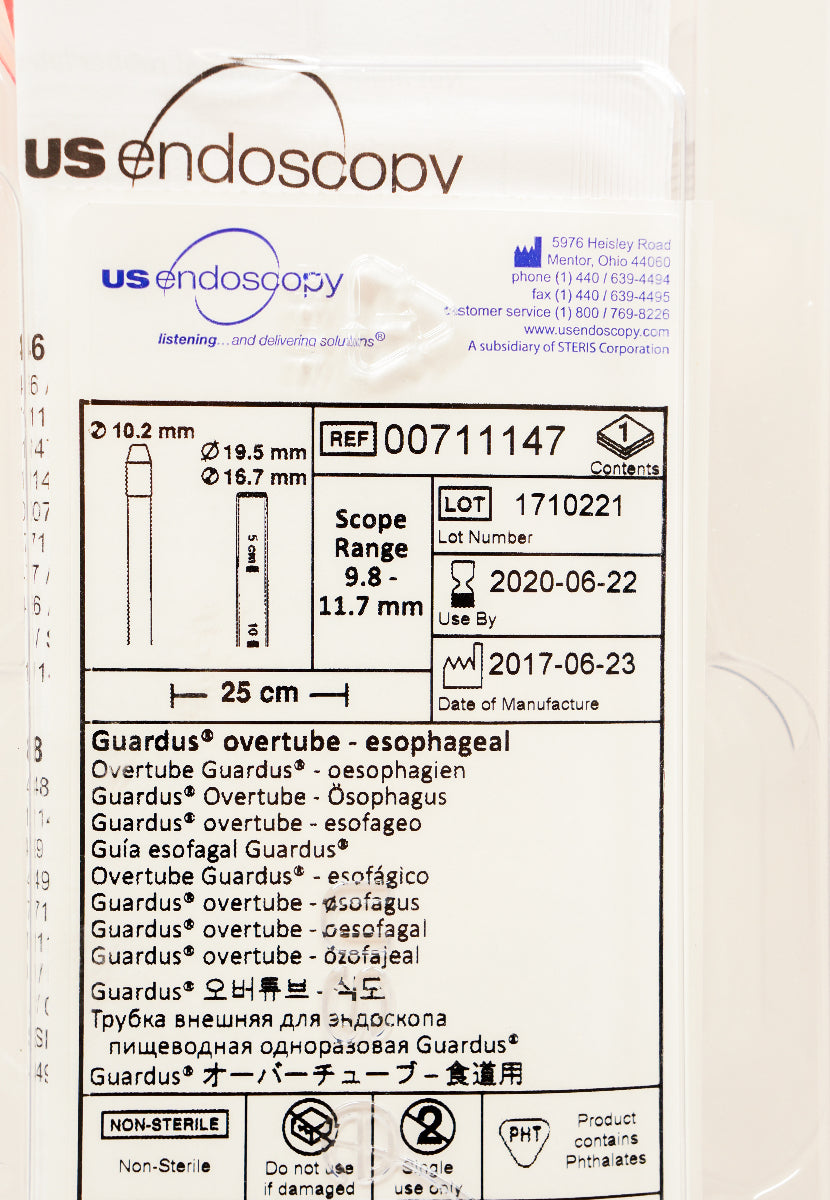 us endoscopy
us endoscopy
listening...and delivering solutions®
5976 Heisley Road
Mentor, Ohio 44060
phone (1) 440 / 639-4494
fax (1) 440 / 639-4495
customer service (1) 800 / 769-8226
www.usendoscopy.com
A subsidiary of STERIS Corporation
10.2 mm
19.5 mm
16.7 mm
5 cm
10
REF 00711147
1
Contents
Scope
Range
9.8 -
11.7 mm
LOT 1710221
Lot Number
2020-06-22
Use By
2017-06-23
Date of Manufacture
25 cm
Guardus® overtube - esophageal
Overtube Guardus® - oesophagien
Guardus® Overtube - Ösophagus
Guardus® overtube - esofageo
Guía esofagal Guardus®
Overtube Guardus® - esofágico
Guardus® overtube - øsofagus
Guardus® overtube - oesofagal
Guardus® overtube - özofajeal
Guardus® 오버튜브 - 식도
Трубка внешняя для эндоскопа
пищеводная одноразовая Guardus®
Guardus® オーバーチューブ – 食道用
NON-STERILE
Non-Sterile
Do not use
if damaged
2
Single
use only
PHT
Product
contains
Phthalates